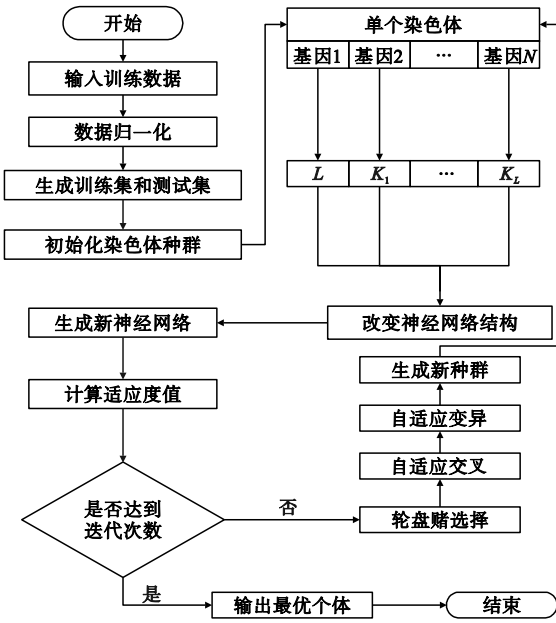 开始
输入训练数据
数据归一化
生成训练集和测试集
初始化染色体种群
单个染色体
基因1 基因2 … 基因N
L K₁ … K_L
改变神经网络结构
生成新神经网络
计算适应度值
是否达到
迭代次数
否
轮盘赌选择
自适应交叉
自适应变异
生成新种群
是
输出最优个体
结束